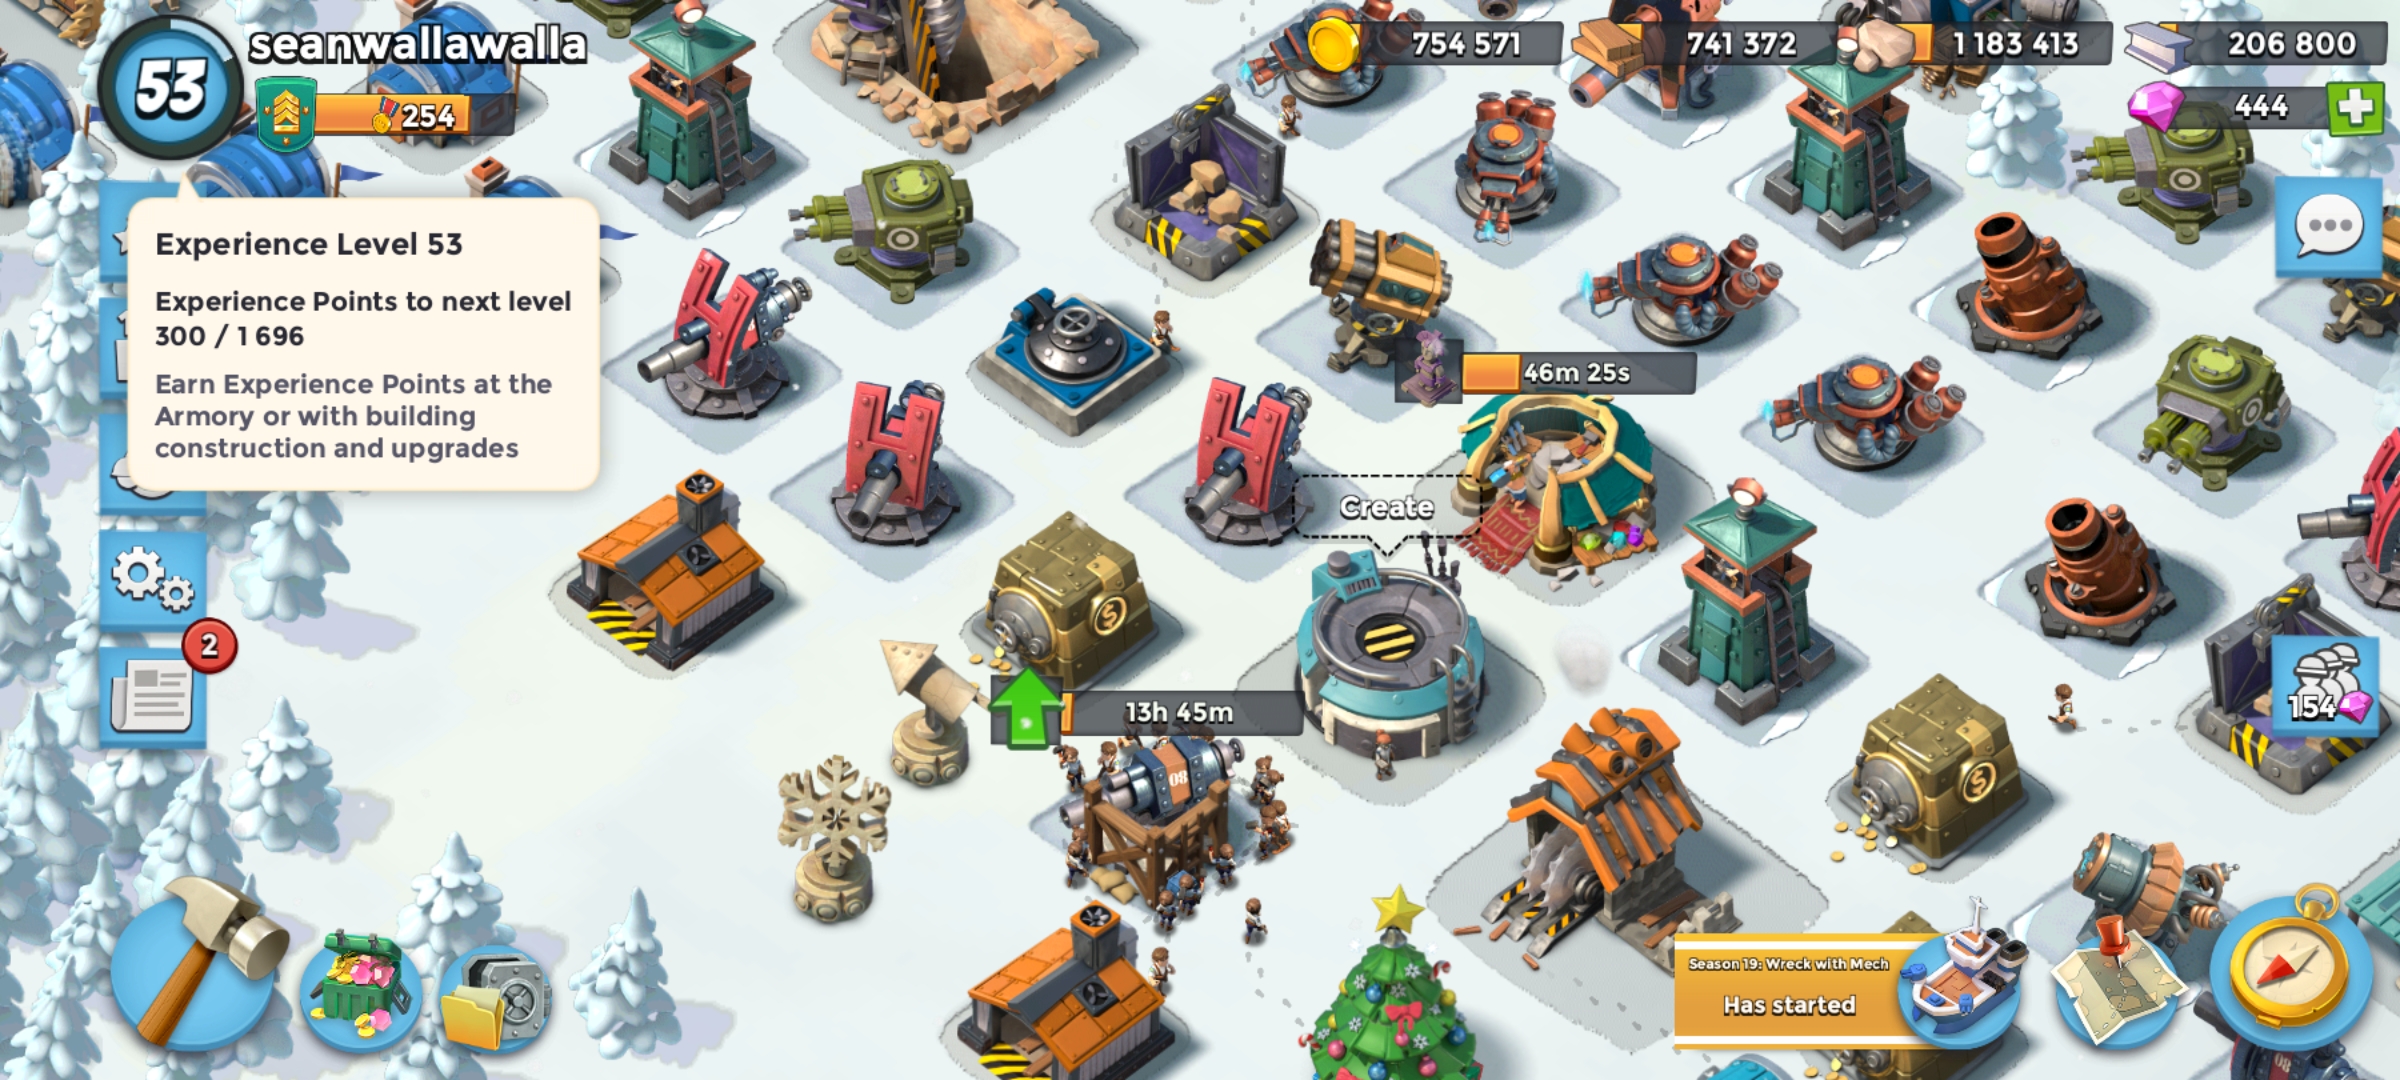 53
seanwallawalla
254
754 571
741 372
1 183 413
206 800
444
Experience Level 53
Experience Points to next level
300 / 1 696
Earn Experience Points at the
Armory or with building
construction and upgrades
46m 25s
Create
2
13h 45m
154
08
Season 19: Wreck with Mech
Has started
08